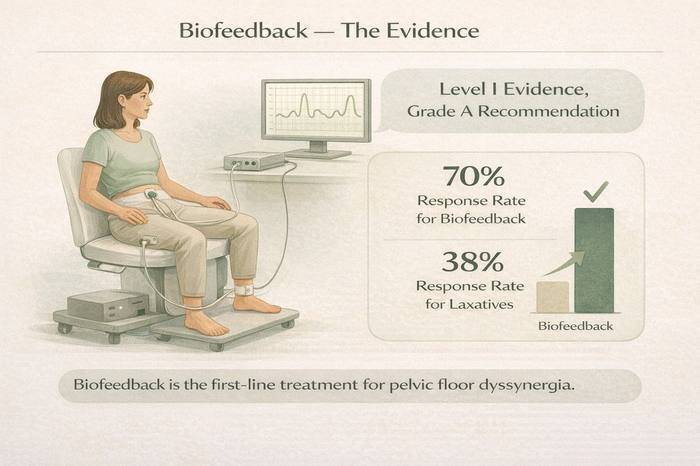 Biofeedback — The Evidence
Level I Evidence,
Grade A Recommendation
70%
Response Rate
for Biofeedback
38%
Response Rate
for Laxatives
Biofeedback
Biofeedback is the first-line treatment for pelvic floor dyssynergia.